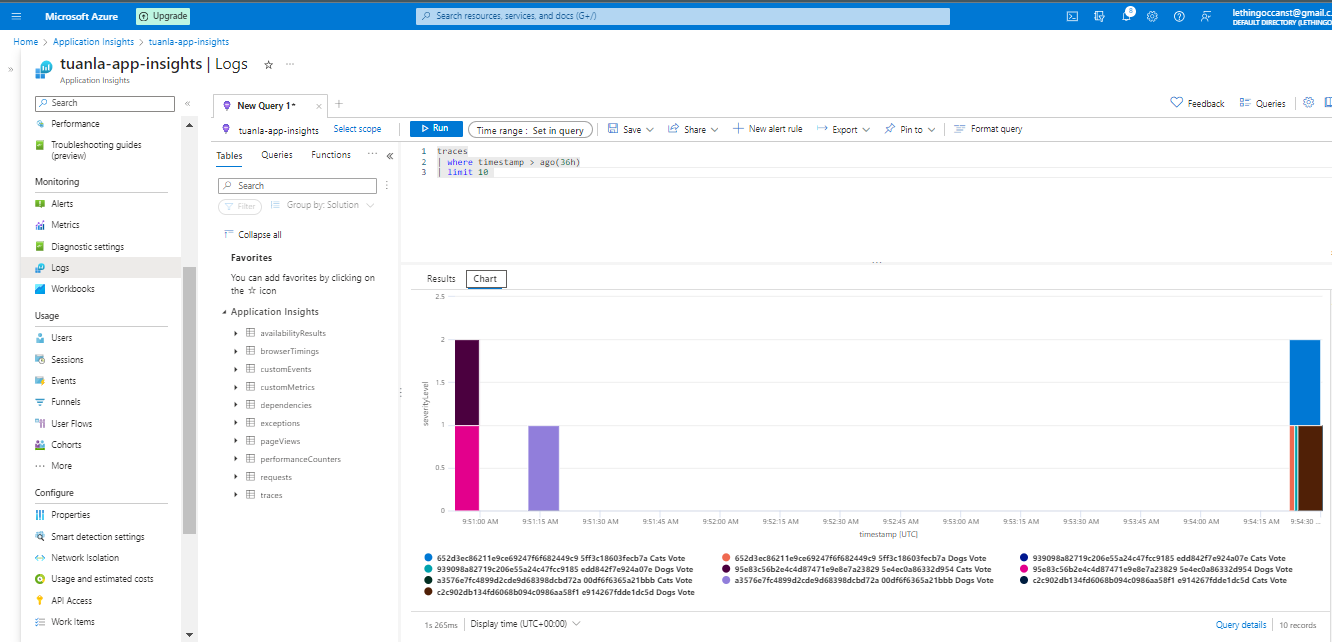 Microsoft Azure
Upgrade
Search resources, services, and docs (G+/)
8
lethingoccanst@gmail.c...
DEFAULT DIRECTORY (LETHINGO...
Home > Application Insights > tuanla-app-insights
tuanla-app-insights | Logs
Application Insights
Search
Performance
Troubleshooting guides
(preview)
Monitoring
Alerts
Metrics
Diagnostic settings
Logs
Workbooks
Usage
Users
Sessions
Events
Funnels
User Flows
Cohorts
More
Configure
Properties
Smart detection settings
Network Isolation
Usage and estimated costs
API Access
Work Items
New Query 1*
Feedback
Queries
tuanla-app-insights
Select scope
Run
Time range : Set in query
Save
Share
New alert rule
Export
Pin to
Format query
Tables
Queries
Functions
Search
Filter
Group by: Solution
Collapse all
Favorites
You can add favorites by clicking on
the ☆ icon
Application Insights
availabilityResults
browserTimings
customEvents
customMetrics
dependencies
exceptions
pageViews
performanceCounters
requests
traces
1 traces
2 | where timestamp > ago(36h)
3 | limit 10
Results
Chart
2.5
2
1.5
1
0.5
0
severityLevel
9:51:00 AM
9:51:15 AM
9:51:30 AM
9:51:45 AM
9:52:00 AM
9:52:15 AM
9:52:30 AM
9:52:45 AM
9:53:00 AM
9:53:15 AM
9:53:30 AM
9:53:45 AM
9:54:00 AM
9:54:15 AM
9:54:30 ...
timestamp [UTC]
652d3ec86211e9ce69247f6f682449c9 5ff3c18603fecb7a Cats Vote
652d3ec86211e9ce69247f6f682449c9 5ff3c18603fecb7a Dogs Vote
939098a82719c206e55a24c47fcc9185 edd842f7e924a07e Cats Vote
939098a82719c206e55a24c47fcc9185 edd842f7e924a07e Dogs Vote
95e83c56b2e4c4d87471e9e8e7a23829 5e4ec0a86332d954 Cats Vote
95e83c56b2e4c4d87471e9e8e7a23829 5e4ec0a86332d954 Dogs Vote
a3576e7fc4899d2cde9d68398dcbd72a 00df6f6365a21bbb Cats Vote
a3576e7fc4899d2cde9d68398dcbd72a 00df6f6365a21bbb Dogs Vote
c2c902db134fd6068b094c0986aa58f1 e914267fdde1dc5d Cats Vote
c2c902db134fd6068b094c0986aa58f1 e914267fdde1dc5d Dogs Vote
1s 265ms
Display time (UTC+00:00)
Query details
10 records